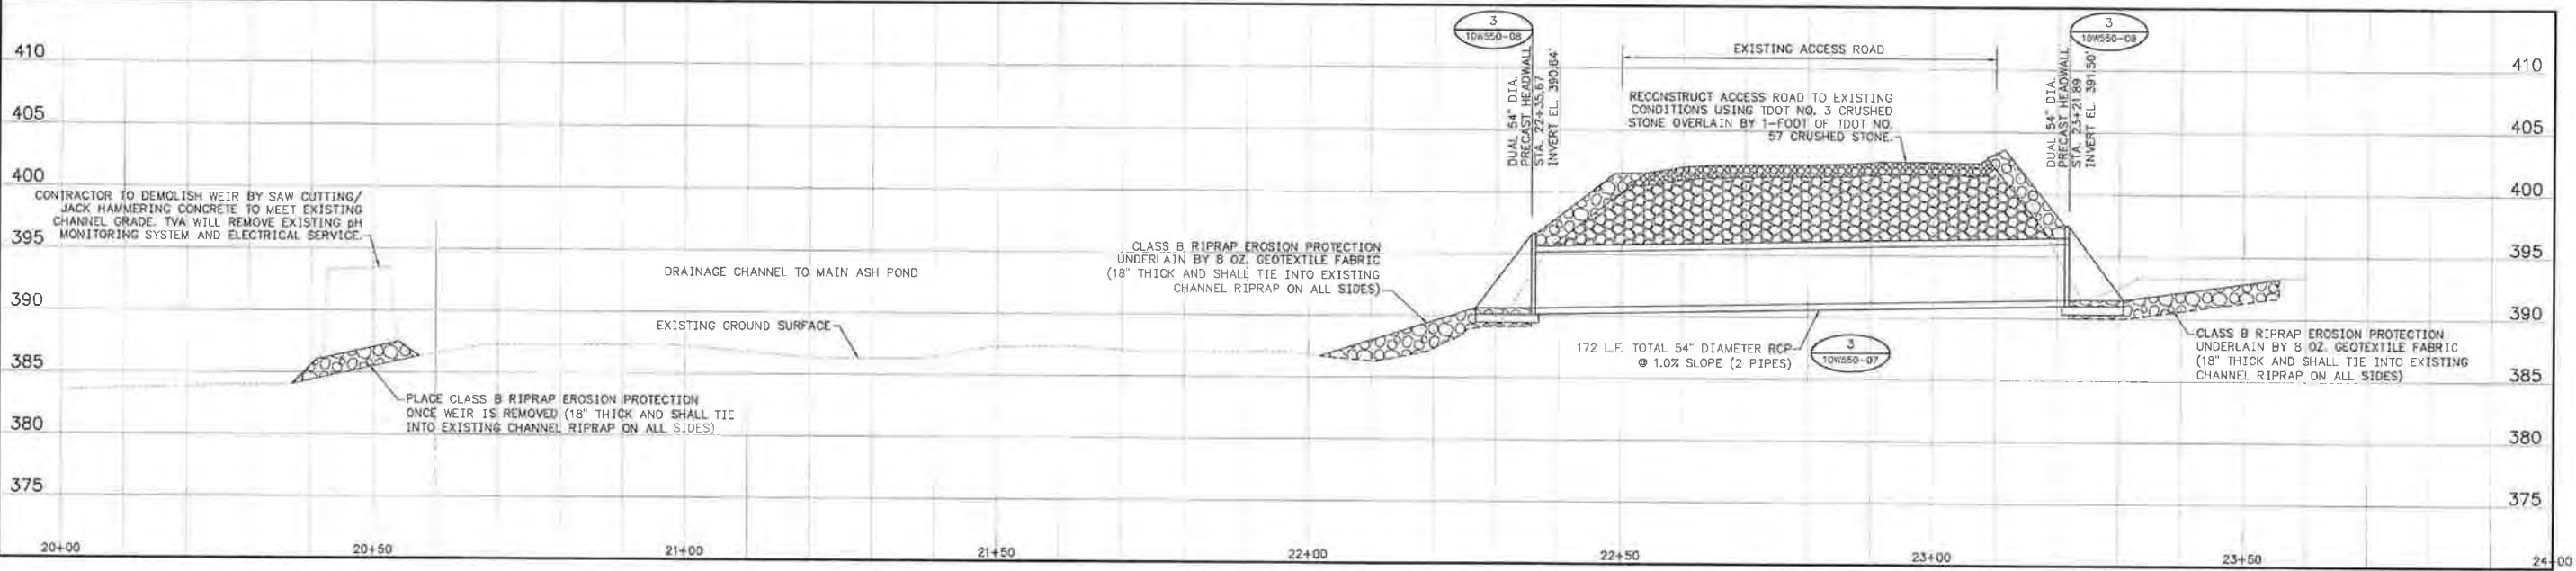 3
10W550-08
3
10W550-08
EXISTING ACCESS ROAD
410
405
400
395
390
385
380
375
410
405
400
395
390
385
380
375
DUAL 54" DIA.
PRECAST HEADWALL
STA. 22+35.67
INVERT EL. 390.64'
DUAL 54" DIA.
PRECAST HEADWALL
STA. 23+21.89
INVERT EL. 391.50'
RECONSTRUCT ACCESS ROAD TO EXISTING
CONDITIONS USING TDOT NO. 3 CRUSHED
STONE OVERLAIN BY 1-FOOT OF TDOT NO.
57 CRUSHED STONE.
CONTRACTOR TO DEMOLISH WEIR BY SAW CUTTING/
JACK HAMMERING CONCRETE TO MEET EXISTING
CHANNEL GRADE. TVA WILL REMOVE EXISTING pH
MONITORING SYSTEM AND ELECTRICAL SERVICE.
DRAINAGE CHANNEL TO MAIN ASH POND
CLASS B RIPRAP EROSION PROTECTION
UNDERLAIN BY 8 OZ. GEOTEXTILE FABRIC
(18" THICK AND SHALL TIE INTO EXISTING
CHANNEL RIPRAP ON ALL SIDES)
EXISTING GROUND SURFACE
172 L.F. TOTAL 54" DIAMETER RCP
@ 1.0% SLOPE (2 PIPES)
3
10W550-07
CLASS B RIPRAP EROSION PROTECTION
UNDERLAIN BY 8 OZ. GEOTEXTILE FABRIC
(18" THICK AND SHALL TIE INTO EXISTING
CHANNEL RIPRAP ON ALL SIDES)
PLACE CLASS B RIPRAP EROSION PROTECTION
ONCE WEIR IS REMOVED (18" THICK AND SHALL TIE
INTO EXISTING CHANNEL RIPRAP ON ALL SIDES)
20+00
20+50
21+00
21+50
22+00
22+50
23+00
23+50
24+00